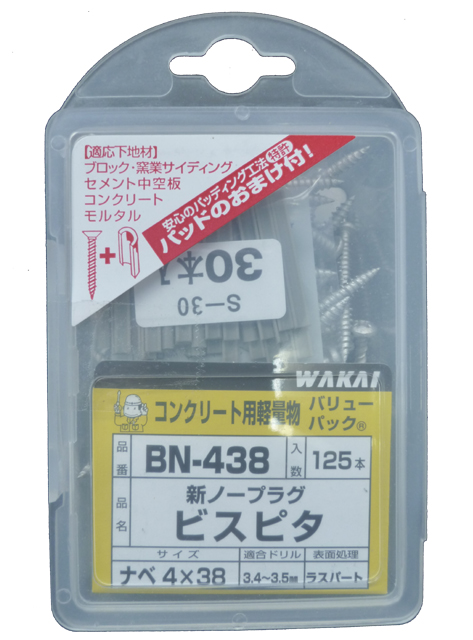 【適応下地材】
ブロック・窯業サイディング
セメント中空板
コンクリート
モルタル
安心のパッディング工法 特許
パッドのおまけ付!
30本入
S-30
WAKAI
コンクリート用軽量物 バリューパック®
品番 BN-438 入数 125本
品名 新ノープラグ
ビスピタ
サイズ 適合ドリル 表面処理
ナベ 4×38 3.4~3.5㎜ ラスパート